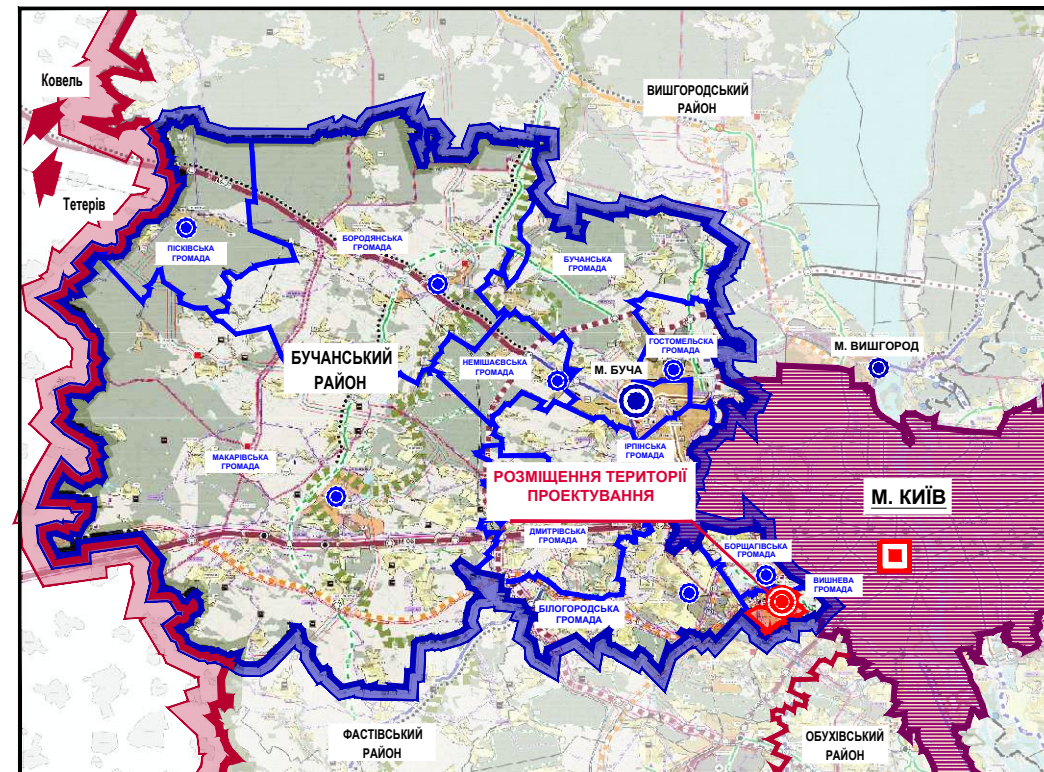 Ковель
Тетерів
ВИШГОРОДСЬКИЙ
РАЙОН
ПІСКІВСЬКА
ГРОМАДА
БОРОДЯНСЬКА
ГРОМАДА
БУЧАНСЬКА
ГРОМАДА
ГОСТОМЕЛЬСЬКА
ГРОМАДА
М. ВИШГОРОД
БУЧАНСЬКИЙ
РАЙОН
НЕМІШАЄВСЬКА
ГРОМАДА
М. БУЧА
ІРПІНСЬКА
ГРОМАДА
МАКАРІВСЬКА
ГРОМАДА
РОЗМІЩЕННЯ ТЕРИТОРІЇ
ПРОЕКТУВАННЯ
М. КИЇВ
ДМИТРІВСЬКА
ГРОМАДА
М 06
БОРЩАГІВСЬКА
ГРОМАДА
ВИШНЕВА
ГРОМАДА
БІЛОГОРОДСЬКА
ГРОМАДА
ФАСТІВСЬКИЙ
РАЙОН
ОБУХІВСЬКИЙ
РАЙОН